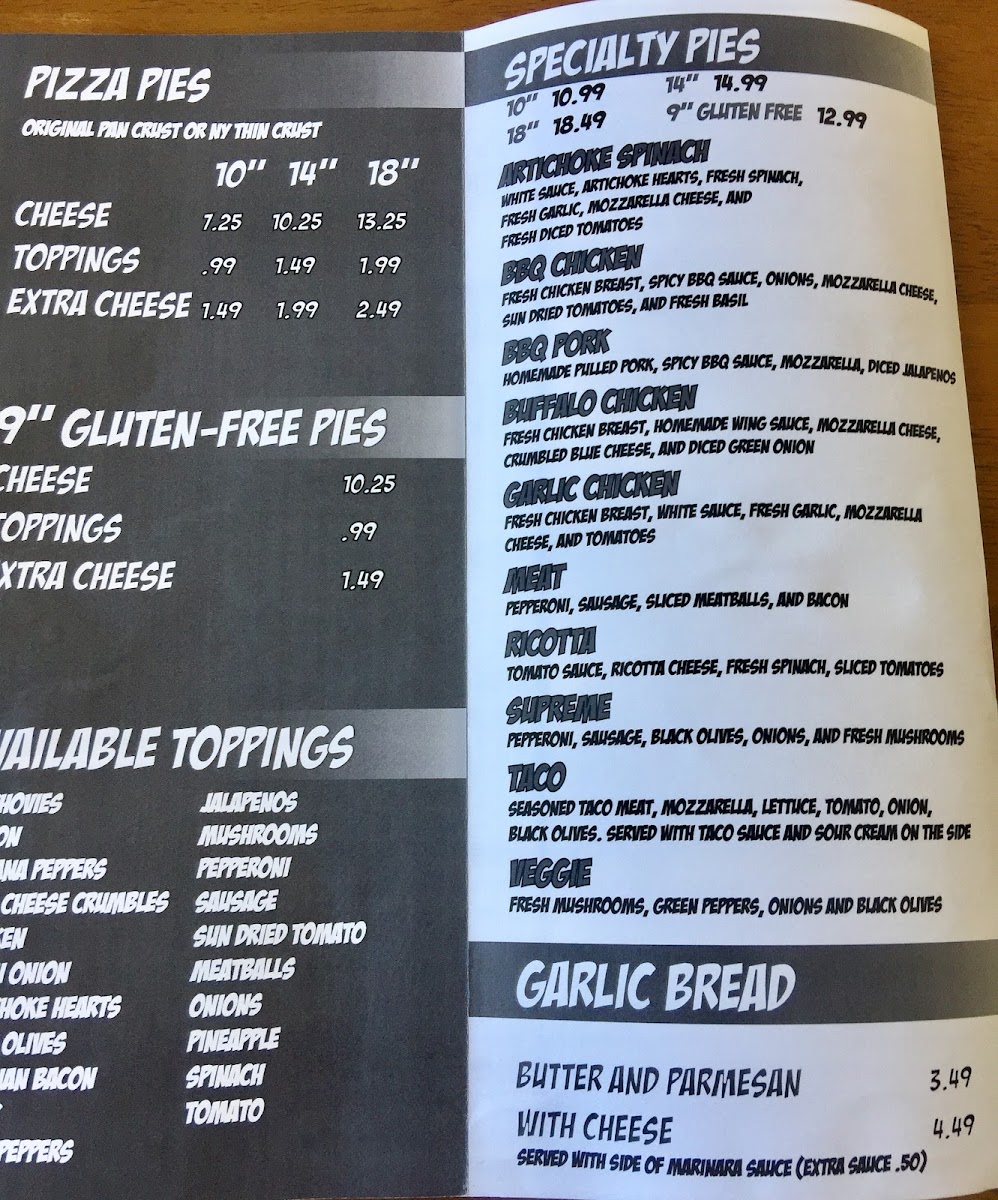 PIZZA PIES
ORIGINAL PAN CRUST OR NY THIN CRUST
10" 14" 18"
CHEESE 7.25 10.25 13.25
TOPPINGS .99 1.49 1.99
EXTRA CHEESE 1.49 1.99 2.49
9" GLUTEN-FREE PIES
CHEESE 10.25
TOPPINGS .99
XTRA CHEESE 1.49
VAILABLE TOPPINGS
HOVIES
ON
ANA PEPPERS
CHEESE CRUMBLES
KEN
N ONION
HOKE HEARTS
OLIVES
IAN BACON
PEPPERS
JALAPENOS
MUSHROOMS
PEPPERONI
SAUSAGE
SUN DRIED TOMATO
MEATBALLS
ONIONS
PINEAPPLE
SPINACH
TOMATO
SPECIALTY PIES
10" 10.99 14" 14.99
18" 18.49 9" GLUTEN FREE 12.99
ARTICHOKE SPINACH
WHITE SAUCE, ARTICHOKE HEARTS, FRESH SPINACH,
FRESH GARLIC, MOZZARELLA CHEESE, AND
FRESH DICED TOMATOES
BBQ CHICKEN
FRESH CHICKEN BREAST, SPICY BBQ SAUCE, ONIONS, MOZZARELLA CHEESE,
SUN DRIED TOMATOES, AND FRESH BASIL
BBQ PORK
HOMEMADE PULLED PORK, SPICY BBQ SAUCE, MOZZARELLA, DICED JALAPENOS
BUFFALO CHICKEN
FRESH CHICKEN BREAST, HOMEMADE WING SAUCE, MOZZARELLA CHEESE,
CRUMBLED BLUE CHEESE, AND DICED GREEN ONION
GARLIC CHICKEN
FRESH CHICKEN BREAST, WHITE SAUCE, FRESH GARLIC, MOZZARELLA
CHEESE, AND TOMATOES
MEAT
PEPPERONI, SAUSAGE, SLICED MEATBALLS, AND BACON
RICOTTA
TOMATO SAUCE, RICOTTA CHEESE, FRESH SPINACH, SLICED TOMATOES
SUPREME
PEPPERONI, SAUSAGE, BLACK OLIVES, ONIONS, AND FRESH MUSHROOMS
TACO
SEASONED TACO MEAT, MOZZARELLA, LETTUCE, TOMATO, ONION,
BLACK OLIVES. SERVED WITH TACO SAUCE AND SOUR CREAM ON THE SIDE
VEGGIE
FRESH MUSHROOMS, GREEN PEPPERS, ONIONS AND BLACK OLIVES
GARLIC BREAD
BUTTER AND PARMESAN 3.49
WITH CHEESE 4.49
SERVED WITH SIDE OF MARINARA SAUCE (EXTRA SAUCE .50)